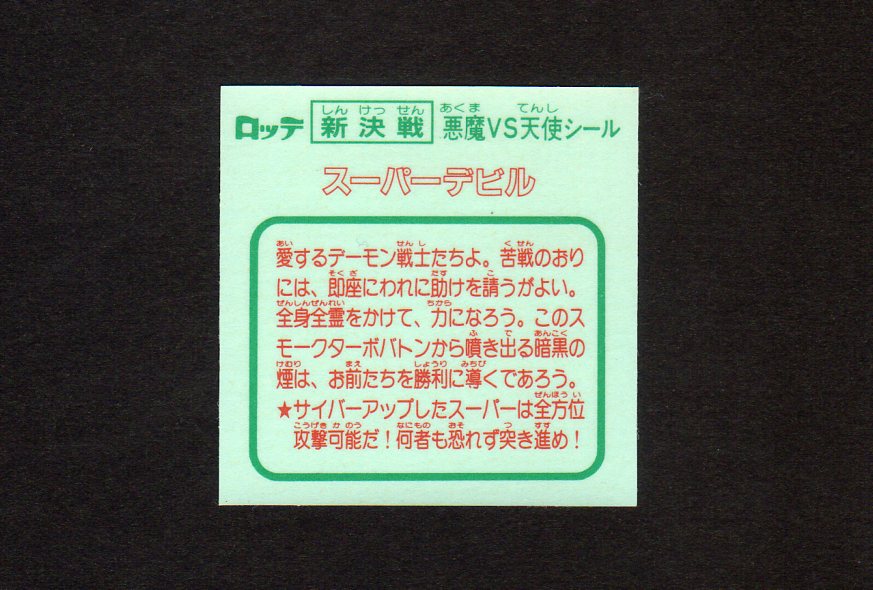 ロッテ 新決戦 悪魔VS天使シール
スーパーデビル
愛するデーモン戦士たちよ。苦戦のおり
には、即座にわれに助けを請うがよい。
全身全霊をかけて、力になろう。このス
モークターボバトンから噴き出る暗黒の
煙は、お前たちを勝利に導くであろう。
★サイバーアップしたスーパーは全方位
攻撃可能だ！何者も恐れず突き進め！